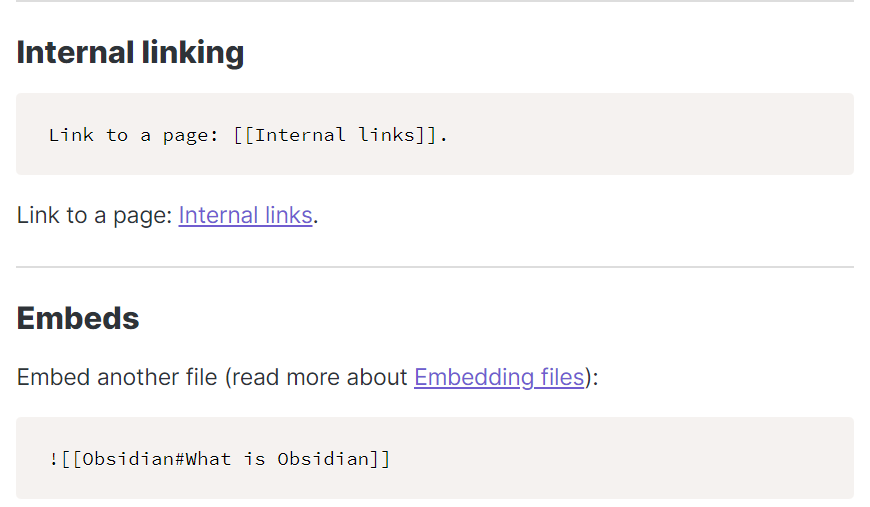 Internal linking
Link to a page: [[Internal links]].
Link to a page: Internal links.
Embeds
Embed another file (read more about Embedding files):
![[Obsidian#What is Obsidian]]